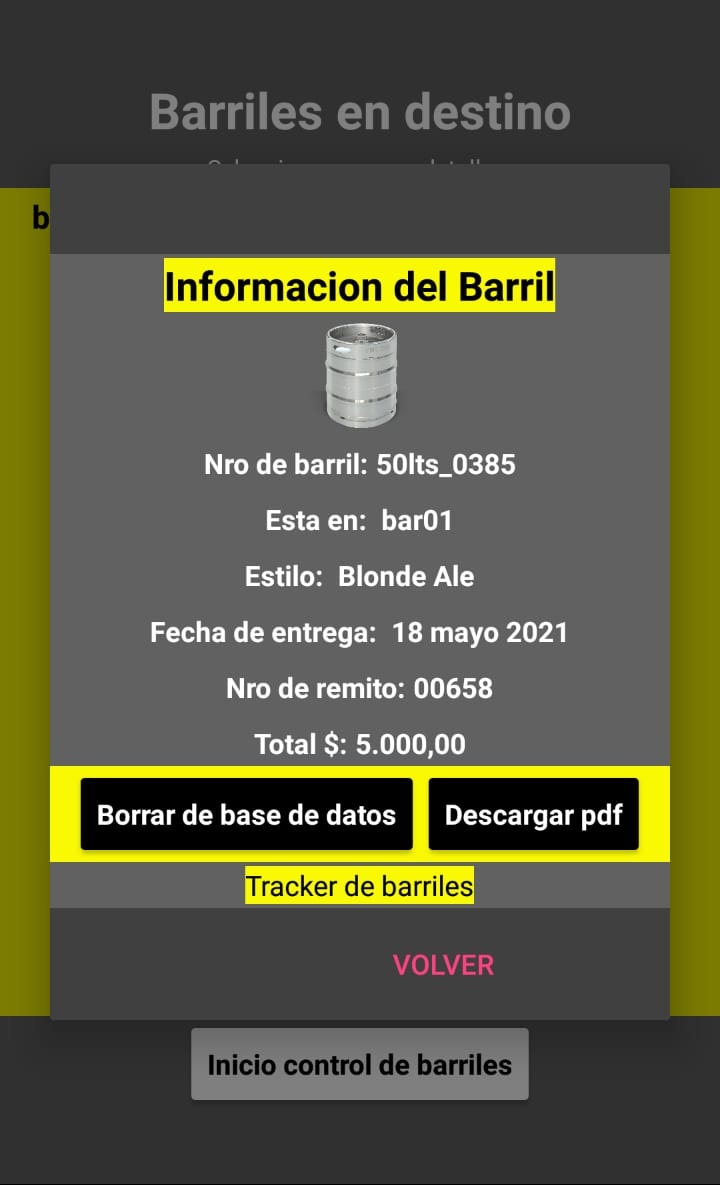 Barriles en destino
b
Informacion del Barril
Nro de barril: 50lts_0385
Esta en:  bar01
Estilo:  Blonde Ale
Fecha de entrega:  18 mayo 2021
Nro de remito: 00658
Total $: 5.000,00
Borrar de base de datos Descargar pdf
Tracker de barriles
VOLVER
Inicio control de barriles